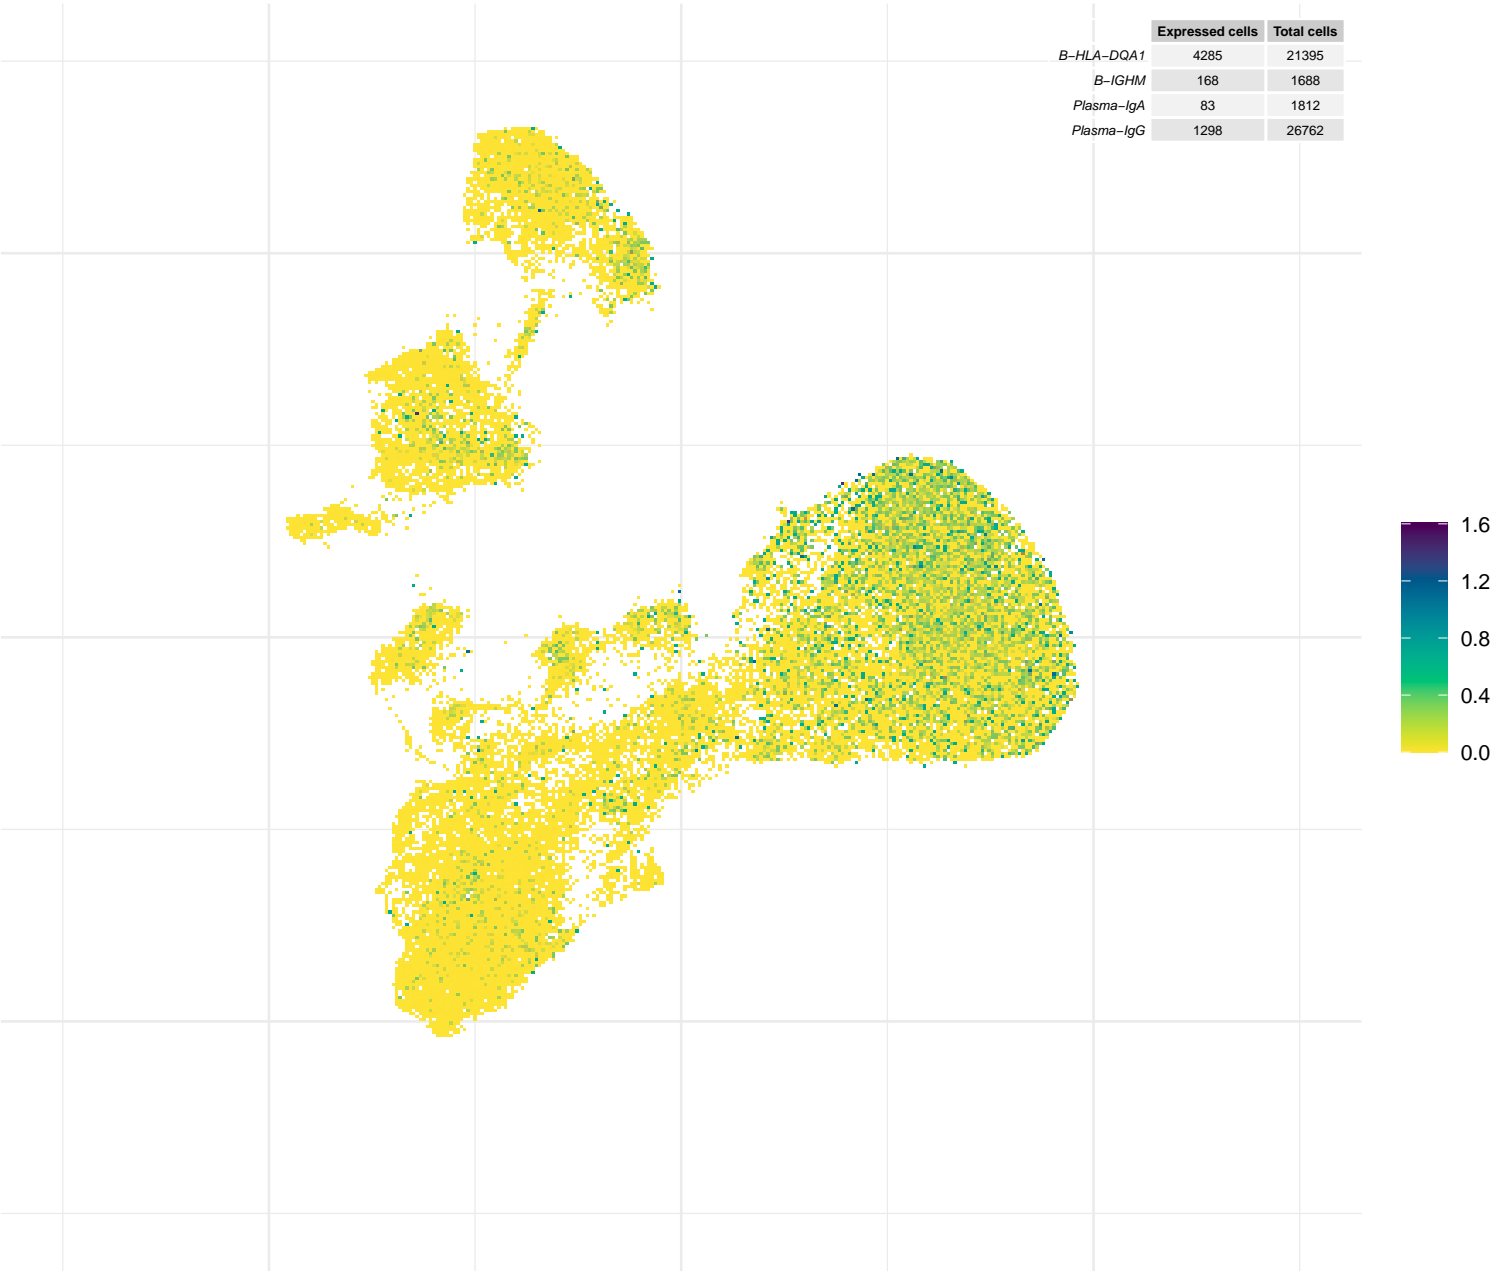 Expressed cells Total cells
B−HLA−DQA1 4285 21395
B−IGHM 168 1688
Plasma−IgA 83 1812
Plasma−IgG 1298 26762
1.6
1.2
0.8
0.4
0.0